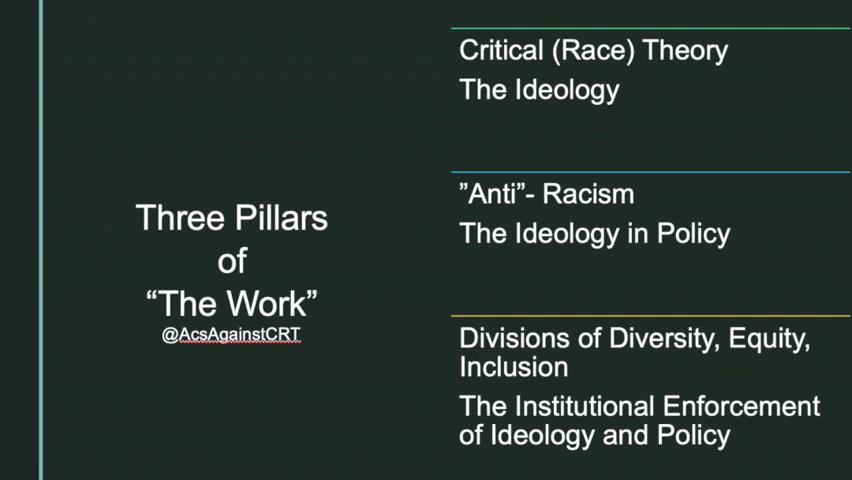 Three Pillars
of
“The Work”
@AcsAgainstCRT
Critical (Race) Theory
The Ideology
”Anti”- Racism
The Ideology in Policy
Divisions of Diversity, Equity,
Inclusion
The Institutional Enforcement
of Ideology and Policy